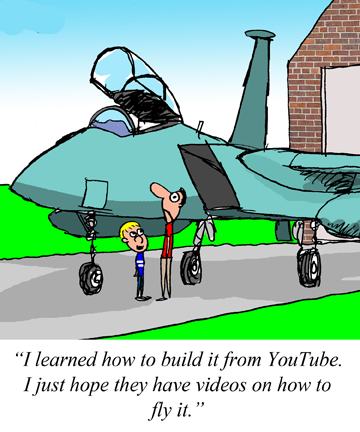 “I learned how to build it from YouTube.
I just hope they have videos on how to
fly it.”